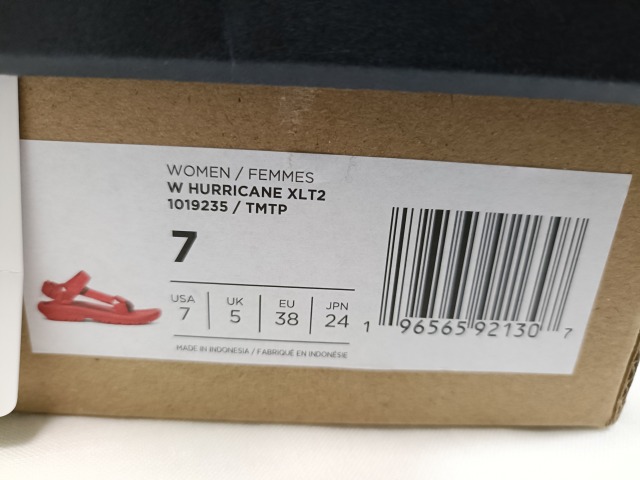 WOMEN / FEMMES
W HURRICANE XLT2
1019235 / TMTP
7
USA UK EU JPN
7 5 38 24
MADE IN INDONESIA / FABRIQUÉ EN INDONÉSIE
1 96565 92130 7